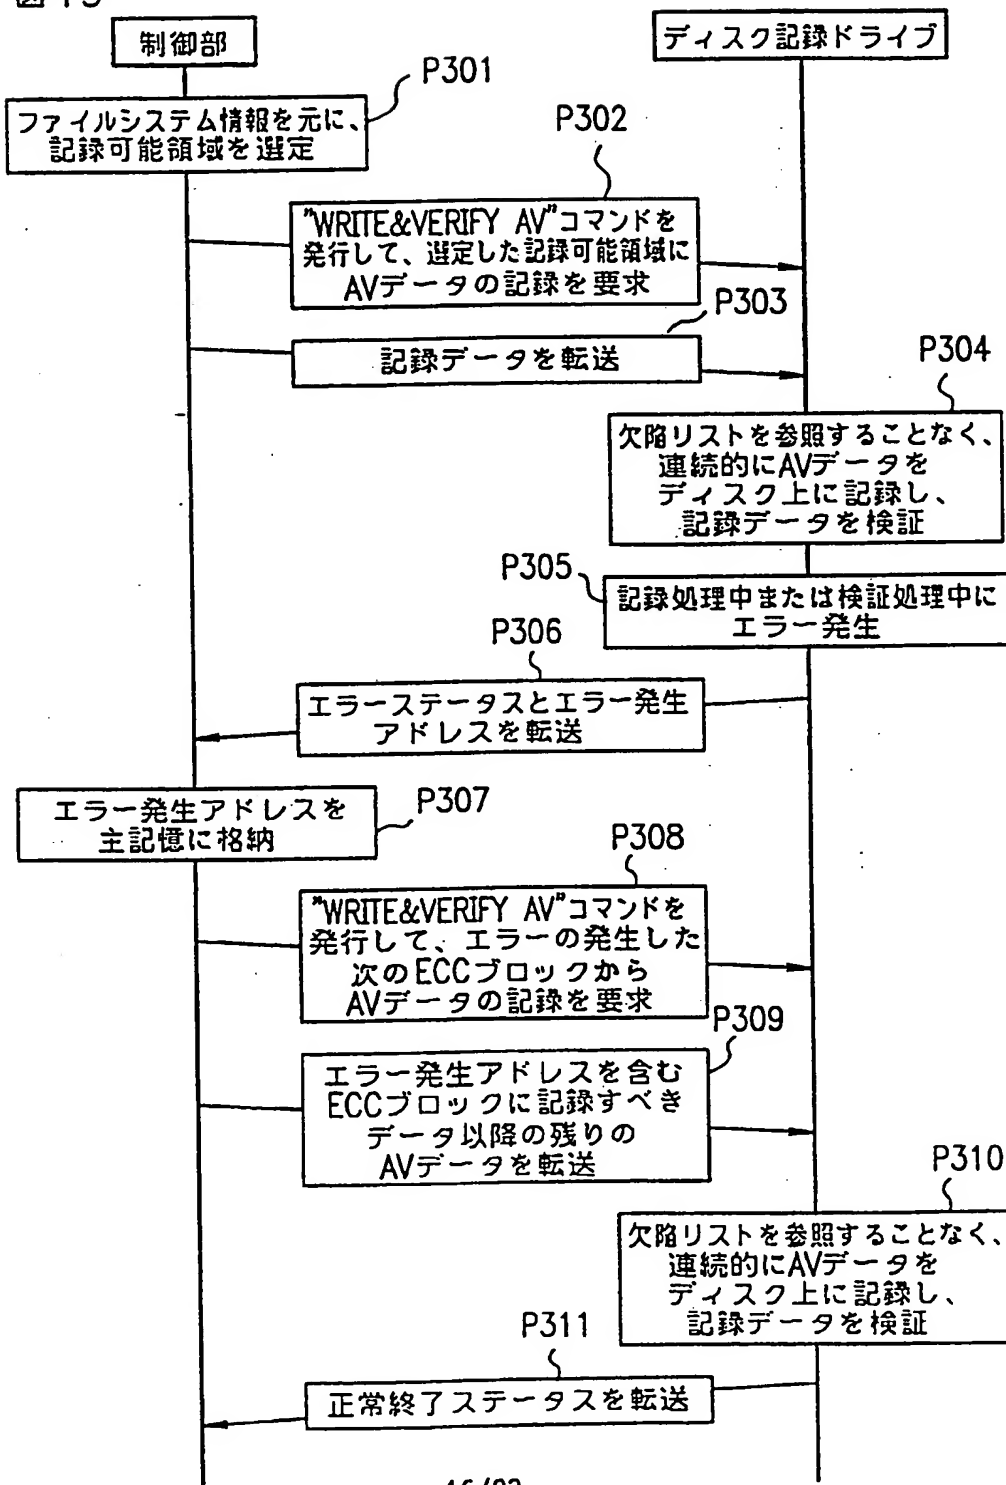 制御部
ディスク記録ドライブ
P301
ファイルシステム情報を元に、
記録可能領域を選定
P302
"WRITE&VERIFY AV"コマンドを
発行して、選定した記録可能領域に
AVデータの記録を要求
P303
記録データを転送
P304
欠陥リストを参照することなく、
連続的にAVデータを
ディスク上に記録し、
記録データを検証
P305
記録処理中または検証処理中に
エラー発生
P306
エラーステータスとエラー発生
アドレスを転送
P307
エラー発生アドレスを
主記憶に格納
P308
"WRITE&VERIFY AV"コマンドを
発行して、エラーの発生した
次のECCブロックから
AVデータの記録を要求
P309
エラー発生アドレスを含む
ECCブロックに記録すべき
データ以降の残りの
AVデータを転送
P310
欠陥リストを参照することなく、
連続的にAVデータを
ディスク上に記録し、
記録データを検証
P311
正常終了ステータスを転送